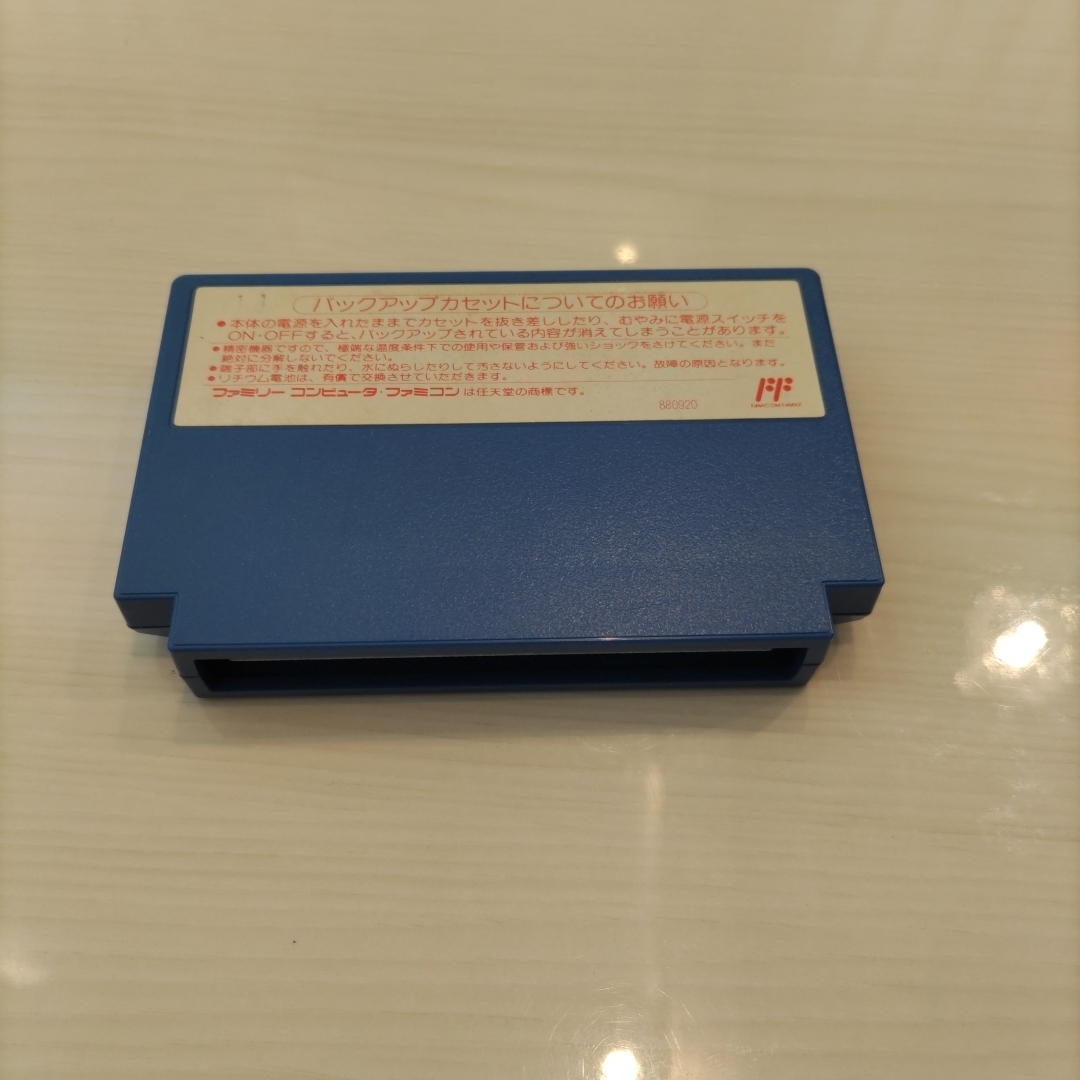 バックアップカセットについてのお願い
●本体の電源を入れたままでカセットを抜き差ししたり、むやみに電源スイッチを
ON・OFFすると、バックアップされている内容が消えてしまうことがあります。
●精密機器ですので、極端な温度条件下での使用や保管および強いショックをさけてください。また
絶対に分解しないでください。
●端子部に手を触れたり、水にぬらしたりして汚さないようにしてください。故障の原因となります。
●リチウム電池は、有償で交換させていただきます。
ファミリー コンピュータ・ファミコンは任天堂の商標です。
880920
FF
FAMICOM FAMILY